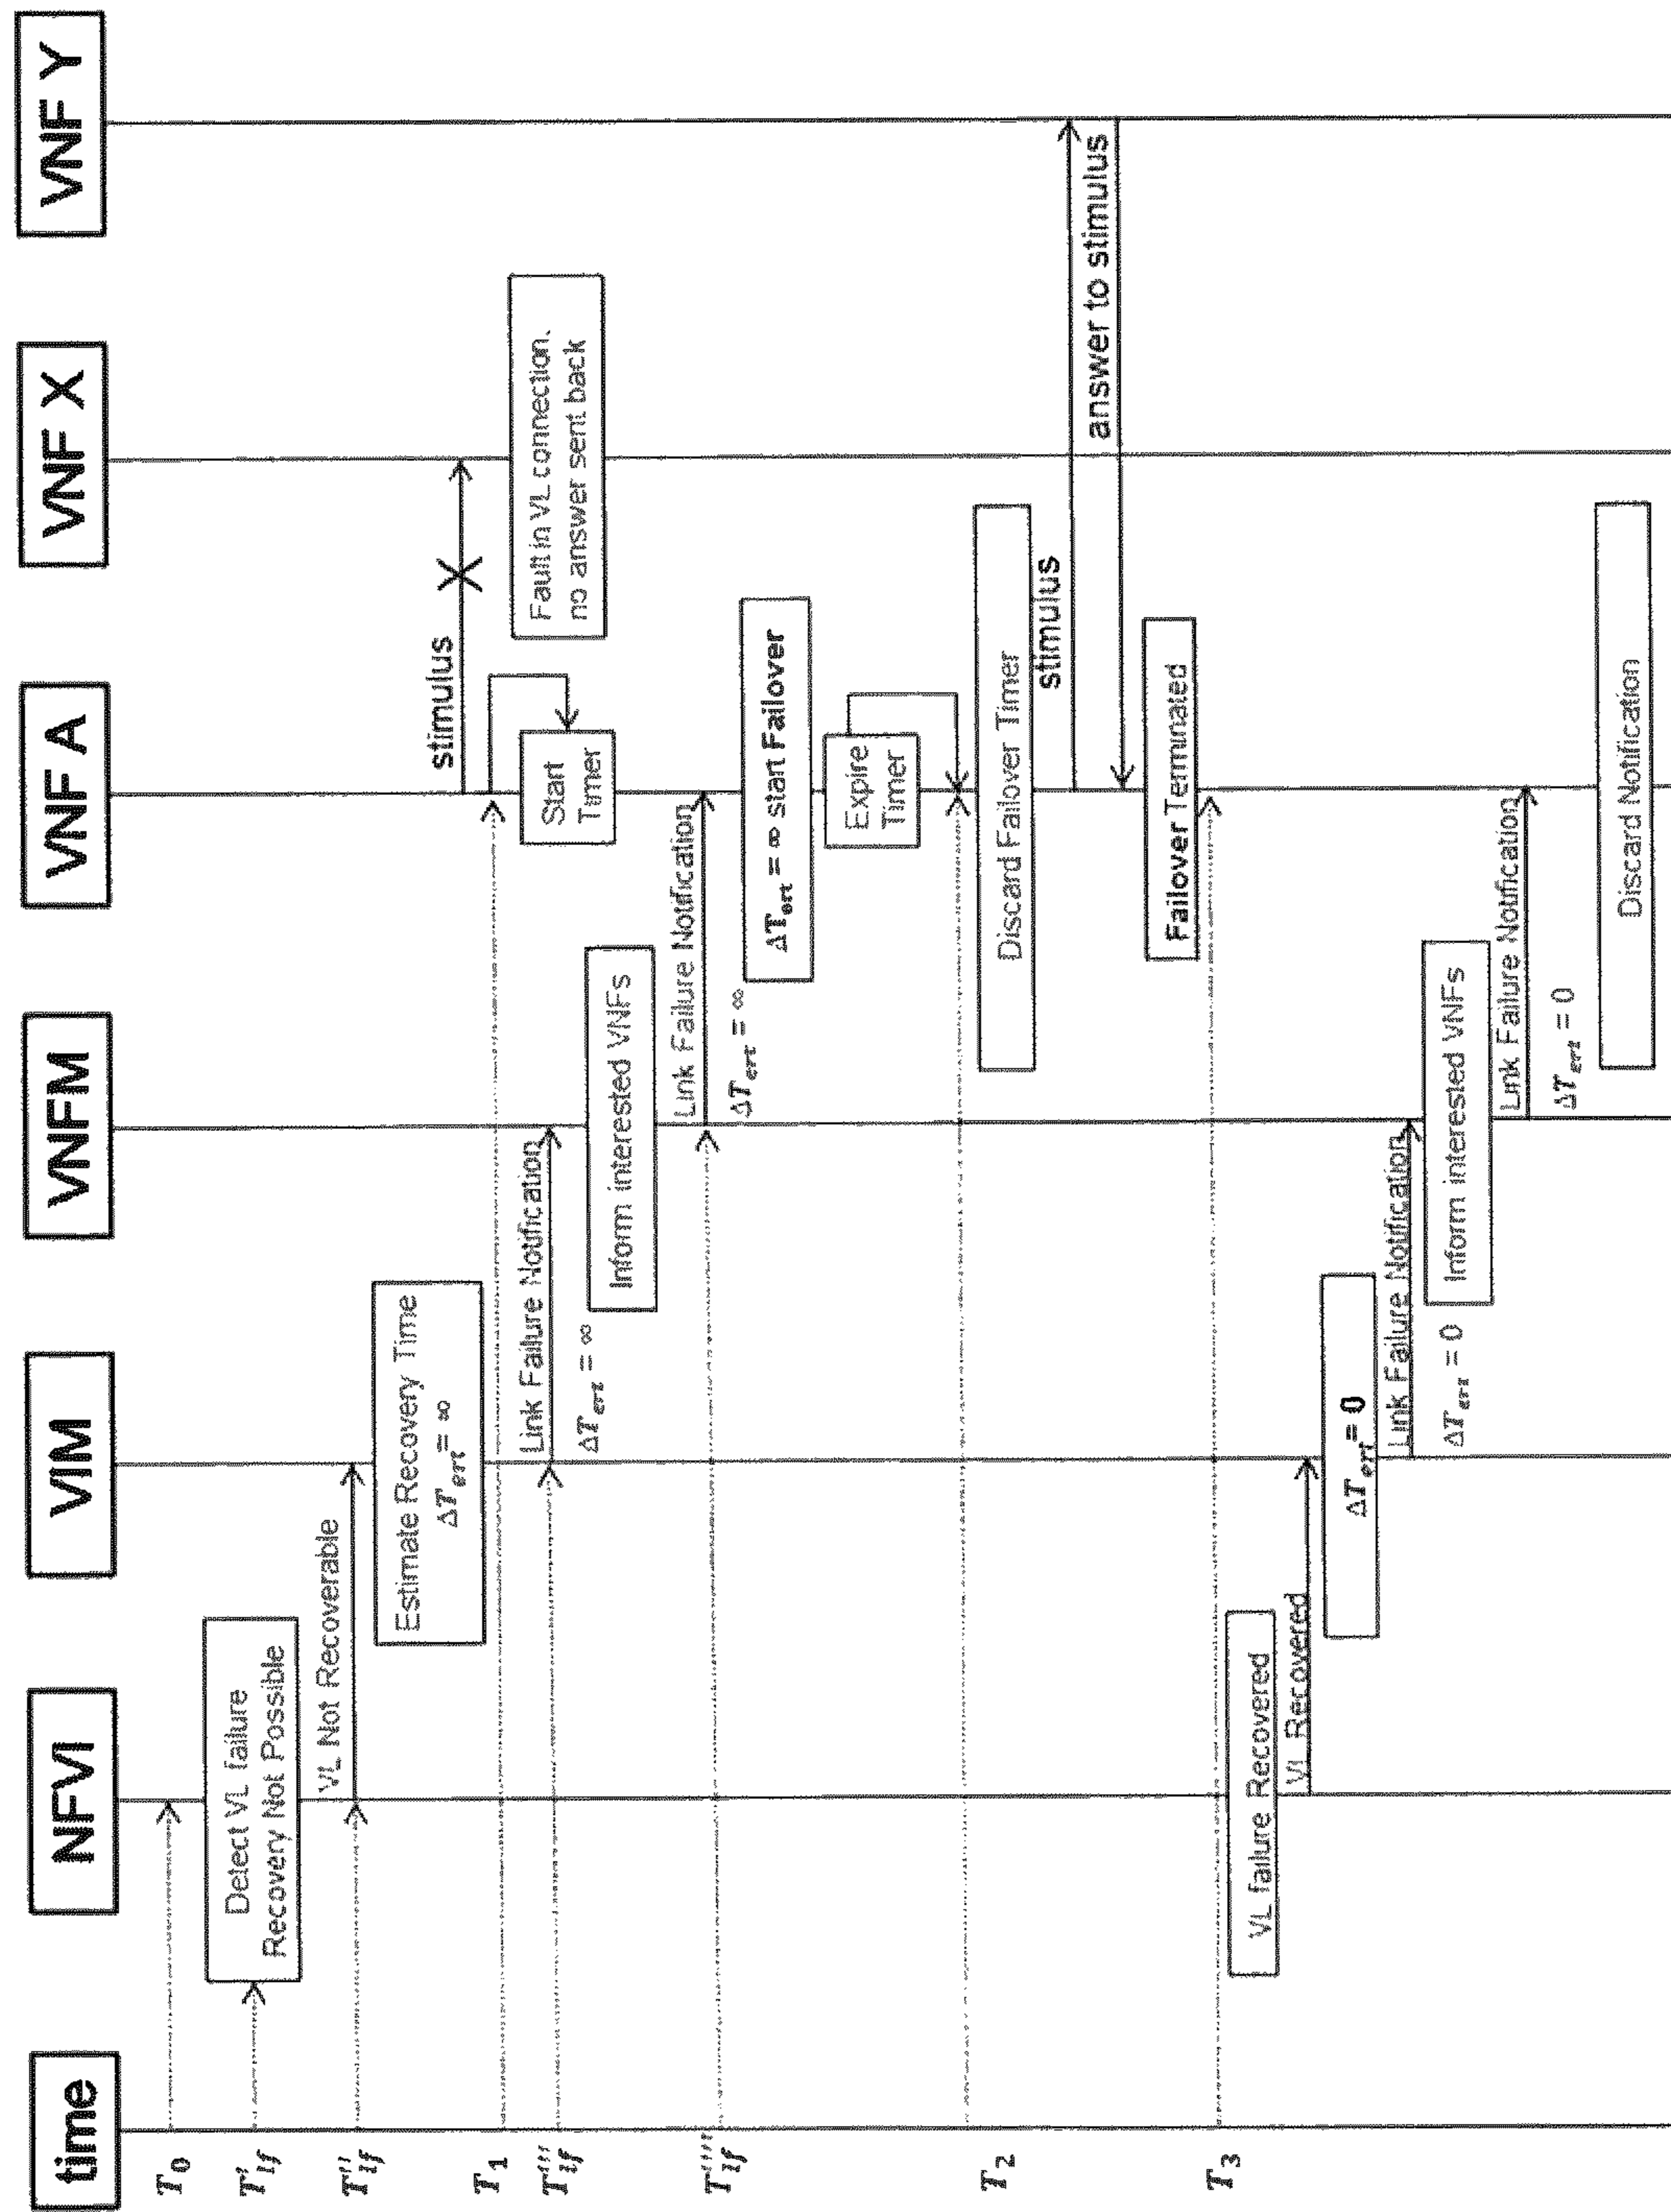 time
NFVI
VIM
VNFM
VNF A
VNF X
VNF Y
T₀
T'lf
Detect VL failure
Recovery Not Possible
T''lf
VL Not Recoverable
Estimate Recovery Time
ΔTert = ∞
stimulus
T₁
Start
Timer
Fault in VL connection.
no answer sent back
T'''lf
Link Failure Notification
ΔTert = ∞
Inform interested VNFs
T''''lf
Link Failure Notification
ΔTert = ∞
ΔTert = ∞ start Failover
Expire
Timer
T₂
Discard Failover Timer
stimulus
answer to stimulus
Failover Terminated
T₃
VL failure Recovered
VL Recovered
ΔTert = 0
Link Failure Notification
ΔTert = 0
Inform interested VNFs
Link Failure Notification
ΔTert = 0
Discard Notification